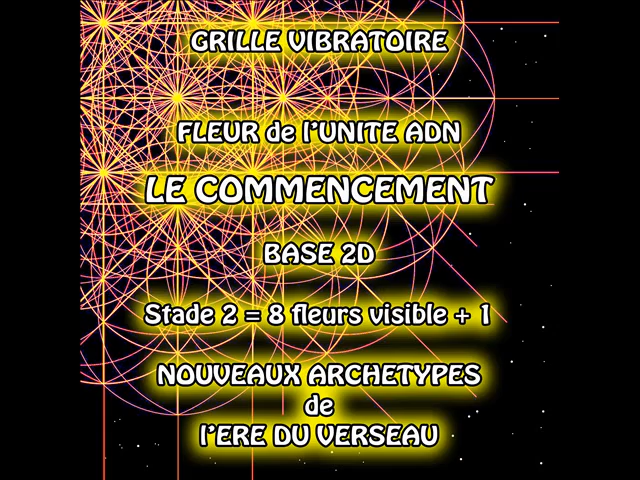 GRILLE VIBRATOIRE
FLEUR de l'UNITE ADN
LE COMMENCEMENT
BASE 2D
Stade 2 = 8 fleurs visible + 1
NOUVEAUX ARCHETYPES
de
l'ERE DU VERSEAU